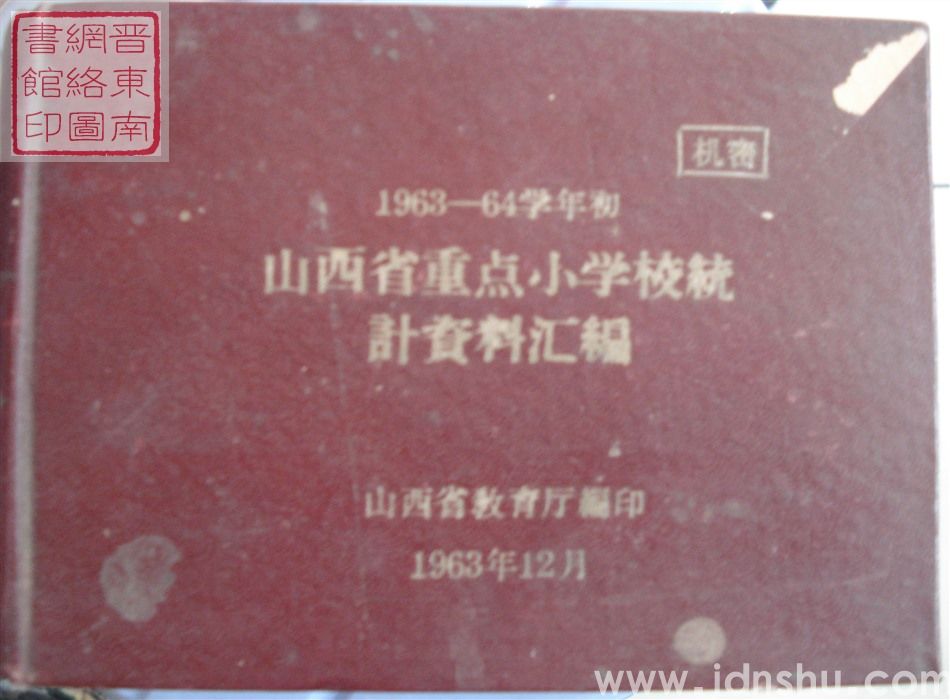 晋東南
網絡圖
書館印
机密
1963—64学年初
山西省重点小学校統
計資料汇編
山西省教育厅編印
1963年12月
www.jdnshu.com